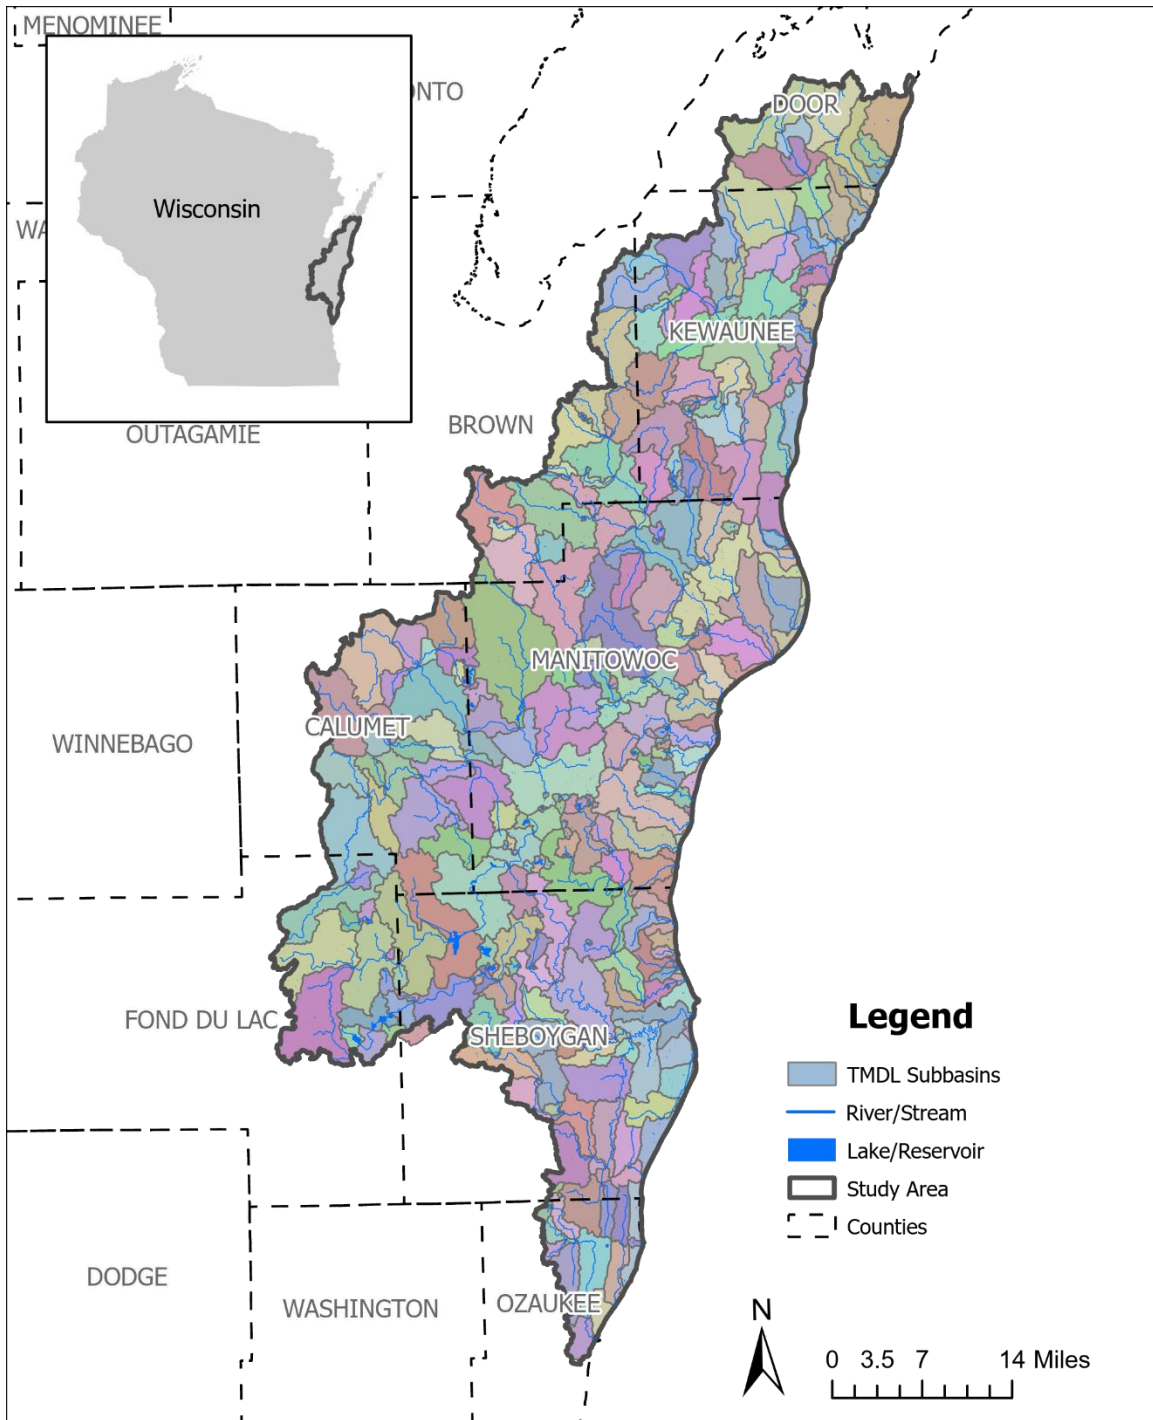 MENOMINEE
ONTO
DOOR
Wisconsin
WA
KEWAUNEE
BROWN
OUTAGAMIE
MANITOWOC
CALUMET
WINNEBAGO
FOND DU LAC
SHEBOYGAN
Legend
TMDL Subbasins
River/Stream
Lake/Reservoir
Study Area
Counties
DODGE
WASHINGTON
OZAUKEE
N
0 3.5 7 14 Miles